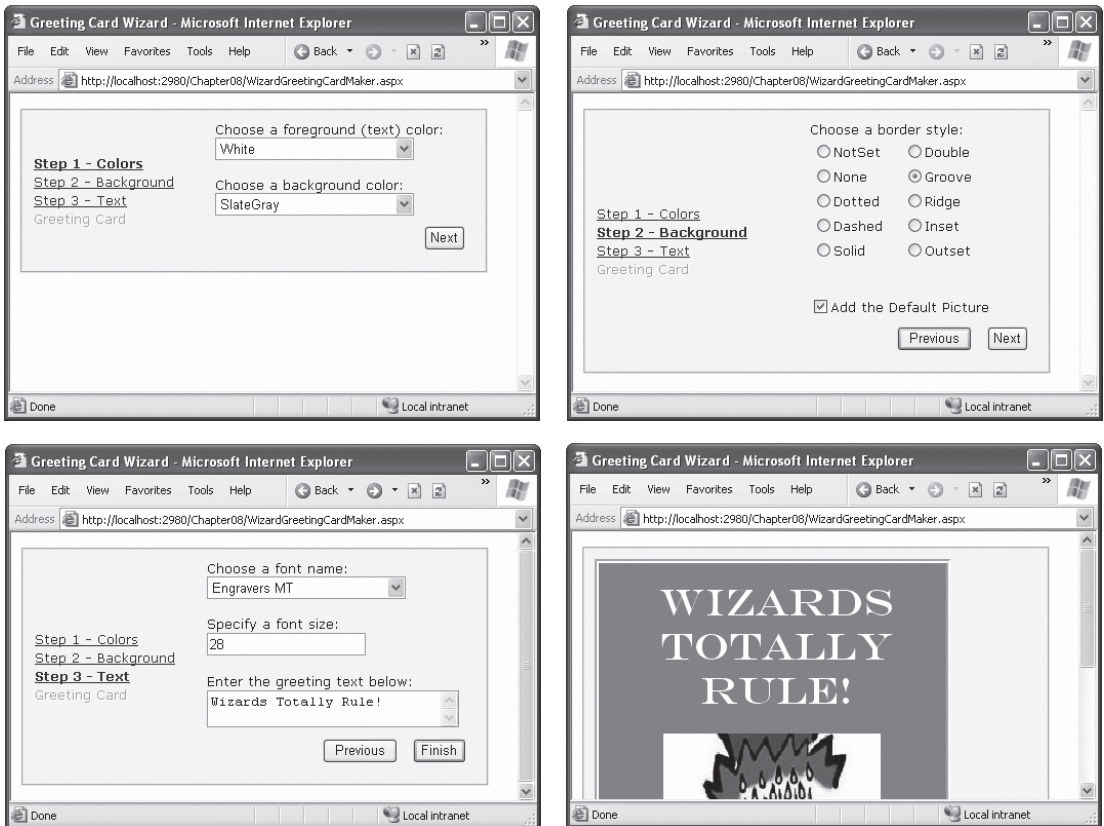 Greeting Card Wizard - Microsoft Internet Explorer
File Edit View Favorites Tools Help Back »
Address http://localhost:2980/Chapter08/WizardGreetingCardMaker.aspx
Choose a foreground (text) color:
White
Step 1 - Colors
Step 2 - Background
Step 3 - Text
Greeting Card
Choose a background color:
SlateGray
Next
Done Local intranet
Greeting Card Wizard - Microsoft Internet Explorer
File Edit View Favorites Tools Help Back »
Address http://localhost:2980/Chapter08/WizardGreetingCardMaker.aspx
Step 1 - Colors
Step 2 - Background
Step 3 - Text
Greeting Card
Choose a border style:
NotSet Double
None Groove
Dotted Ridge
Dashed Inset
Solid Outset
Add the Default Picture
Previous Next
Done Local intranet
Greeting Card Wizard - Microsoft Internet Explorer
File Edit View Favorites Tools Help Back »
Address http://localhost:2980/Chapter08/WizardGreetingCardMaker.aspx
Step 1 - Colors
Step 2 - Background
Step 3 - Text
Greeting Card
Choose a font name:
Engravers MT
Specify a font size:
28
Enter the greeting text below:
Wizards Totally Rule!
Previous Finish
Done Local intranet
Greeting Card Wizard - Microsoft Internet Explorer
File Edit View Favorites Tools Help Back »
Address http://localhost:2980/Chapter08/WizardGreetingCardMaker.aspx
WIZARDS
TOTALLY
RULE!
Done Local intranet